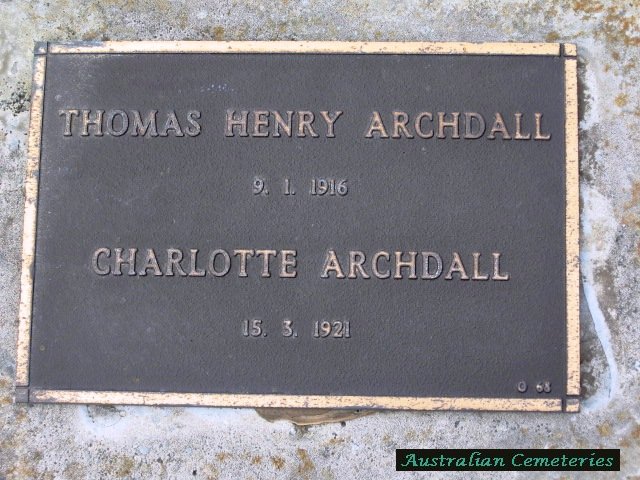 THOMAS HENRY ARCHDALL
9. 1. 1916
CHARLOTTE ARCHDALL
15. 3. 1921
O 68
Australian Cemeteries